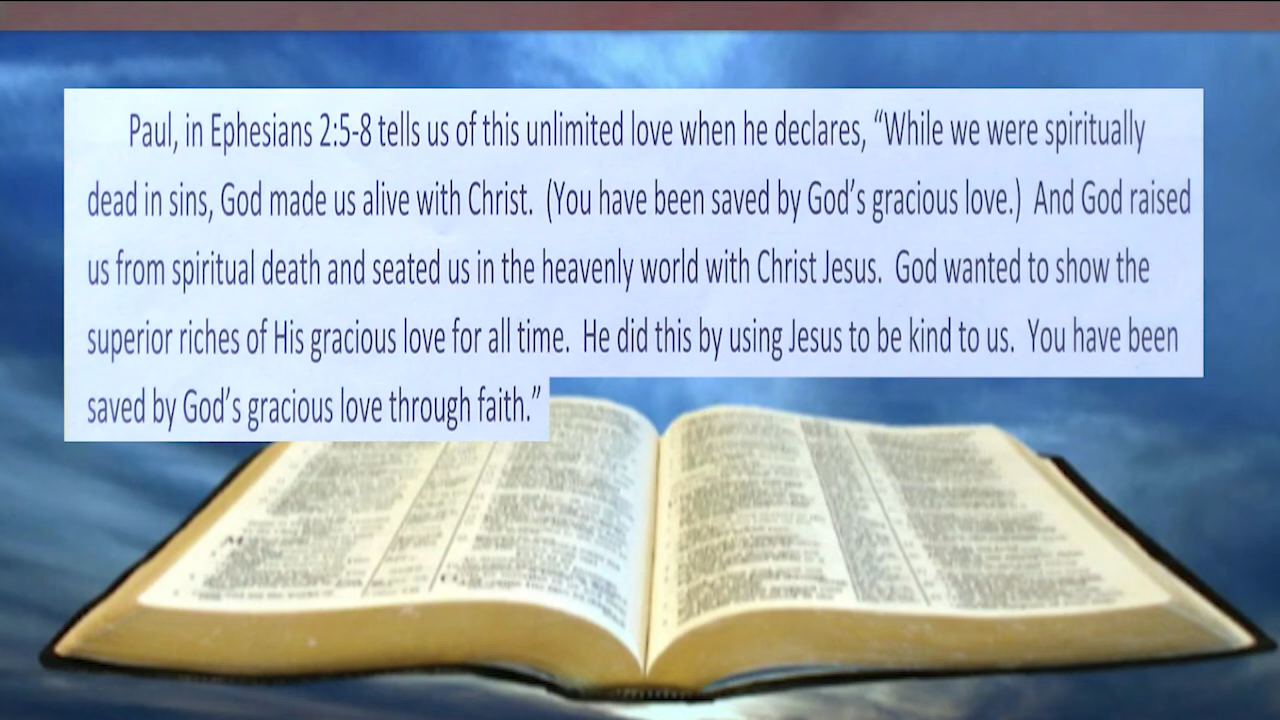 Paul, in Ephesians 2:5-8 tells us of this unlimited love when he declares, “While we were spiritually
dead in sins, God made us alive with Christ.  (You have been saved by God’s gracious love.)  And God raised
us from spiritual death and seated us in the heavenly world with Christ Jesus.  God wanted to show the
superior riches of His gracious love for all time.  He did this by using Jesus to be kind to us.  You have been
saved by God’s gracious love through faith.”